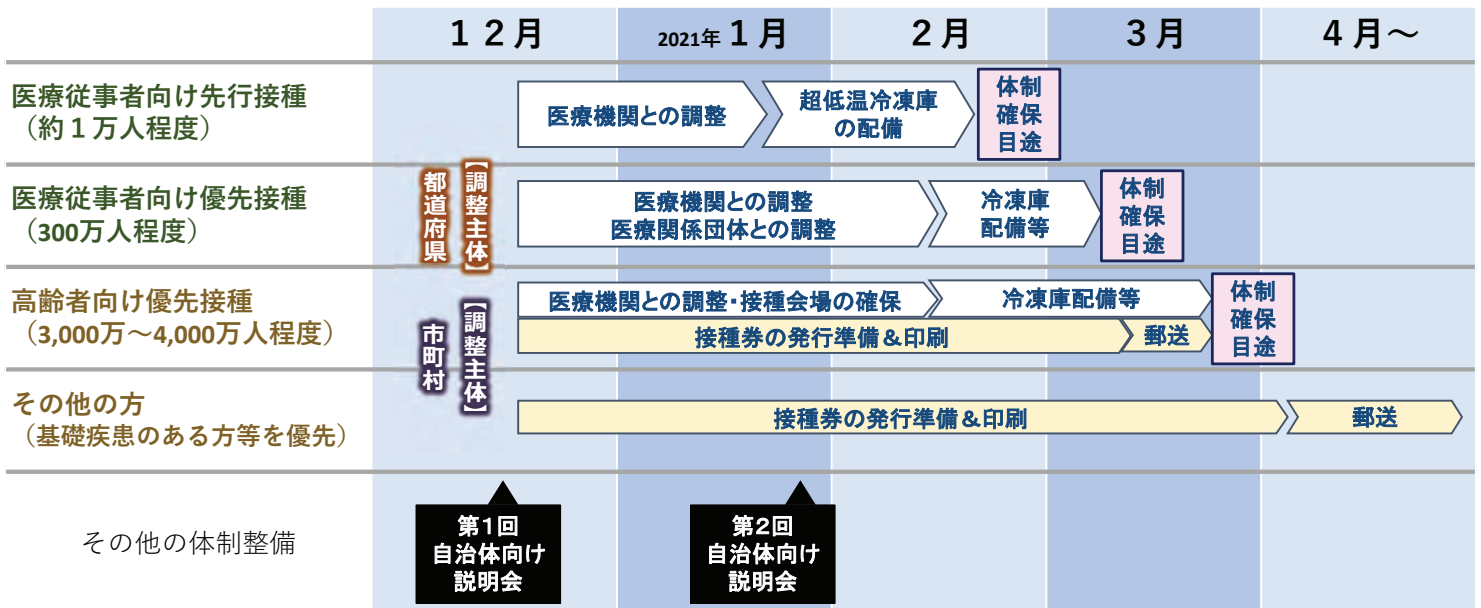 12月
2021年 1月
2月
3月
4月～
医療従事者向け先行接種
（約１万人程度）
医療機関との調整
超低温冷凍庫
の配備
体制
確保
目途
医療従事者向け優先接種
（300万人程度）
【調整主体】
都道府県
医療機関との調整
医療関係団体との調整
冷凍庫
配備等
体制
確保
目途
高齢者向け優先接種
（3,000万～4,000万人程度）
【調整主体】
市町村
医療機関との調整・接種会場の確保
冷凍庫配備等
接種券の発行準備＆印刷
郵送
体制
確保
目途
その他の方
（基礎疾患のある方等を優先）
接種券の発行準備＆印刷
郵送
その他の体制整備
第1回
自治体向け
説明会
第2回
自治体向け
説明会